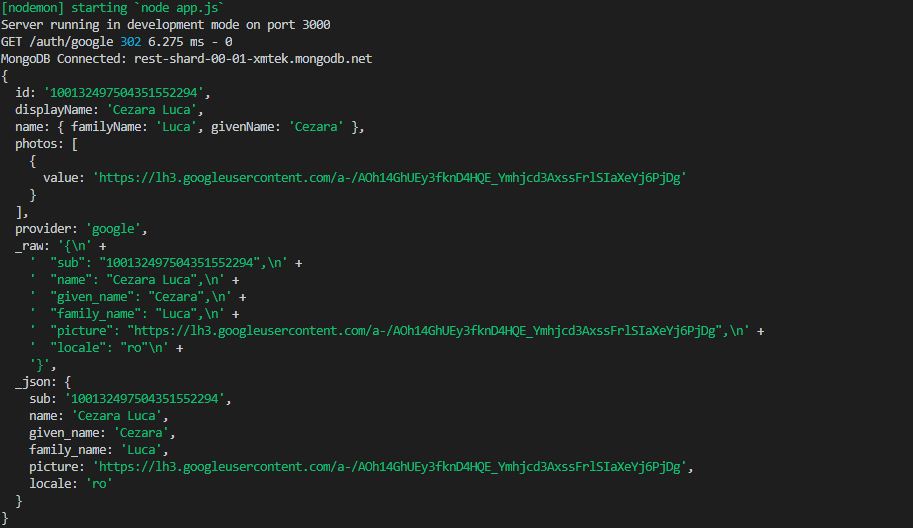 [nodemon] starting `node app.js`
Server running in development mode on port 3000
GET /auth/google 302 6.275 ms - 0
MongoDB Connected: rest-shard-00-01-xmtek.mongodb.net
{
  id: '100132497504351552294',
  displayName: 'Cezara Luca',
  name: { familyName: 'Luca', givenName: 'Cezara' },
  photos: [
    {
      value: 'https://lh3.googleusercontent.com/a-/AOh14GhUEy3fknD4HQE_Ymhjcd3AxssFrlSIaXeYj6PjDg'
    }
  ],
  provider: 'google',
  _raw: '{\n' +
    '  "sub": "100132497504351552294",\n' +
    '  "name": "Cezara Luca",\n' +
    '  "given_name": "Cezara",\n' +
    '  "family_name": "Luca",\n' +
    '  "picture": "https://lh3.googleusercontent.com/a-/AOh14GhUEy3fknD4HQE_Ymhjcd3AxssFrlSIaXeYj6PjDg",\n' +
    '  "locale": "ro"\n' +
    '}',
  _json: {
    sub: '100132497504351552294',
    name: 'Cezara Luca',
    given_name: 'Cezara',
    family_name: 'Luca',
    picture: 'https://lh3.googleusercontent.com/a-/AOh14GhUEy3fknD4HQE_Ymhjcd3AxssFrlSIaXeYj6PjDg',
    locale: 'ro'
  }
}